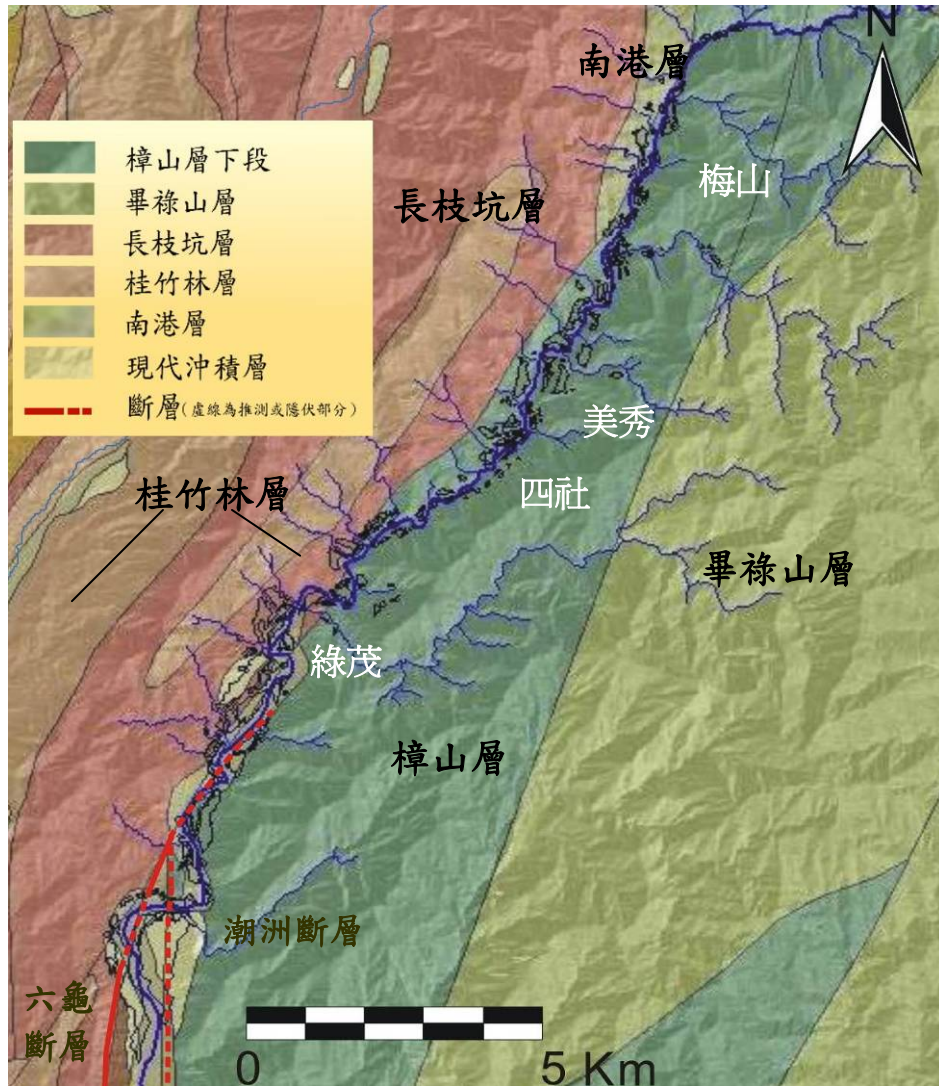 N
南港層
樟山層下段
畢祿山層
長枝坑層
桂竹林層
南港層
現代沖積層
斷層(虛線為推測或隱伏部分)
梅山
長枝坑層
美秀
桂竹林層
四社
畢祿山層
綠茂
樟山層
潮洲斷層
六龜
斷層
0 5 Km